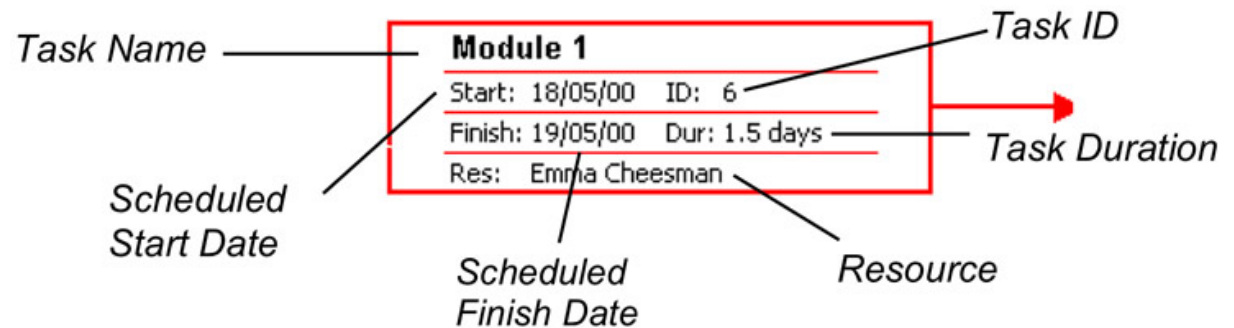 Task Name
Module 1
Task ID
Start: 18/05/00 ID: 6
Finish: 19/05/00 Dur: 1.5 days
Task Duration
Res: Emma Cheesman
Scheduled
Start Date
Scheduled
Finish Date
Resource